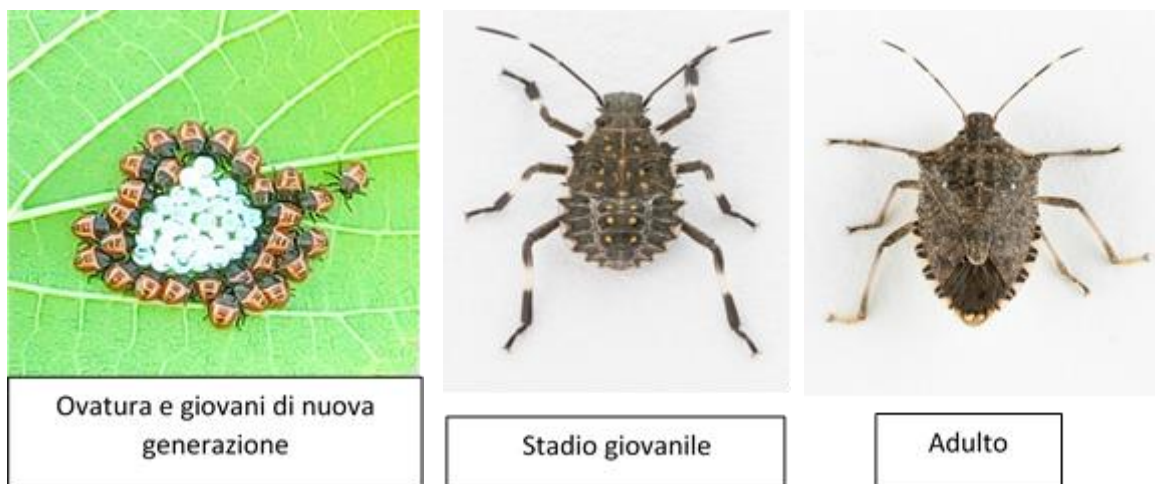 Ovatura e giovani di nuova
generazione
Stadio giovanile
Adulto